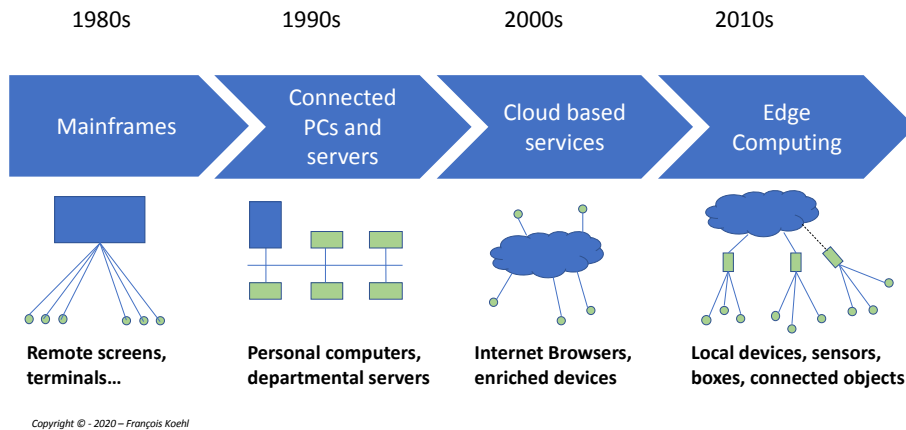 1980s
1990s
2000s
2010s
Mainframes
Connected
PCs and
servers
Cloud based
services
Edge
Computing
Remote screens,
terminals…
Personal computers,
departmental servers
Internet Browsers,
enriched devices
Local devices, sensors,
boxes, connected objects
Copyright © - 2020 – François Koehl